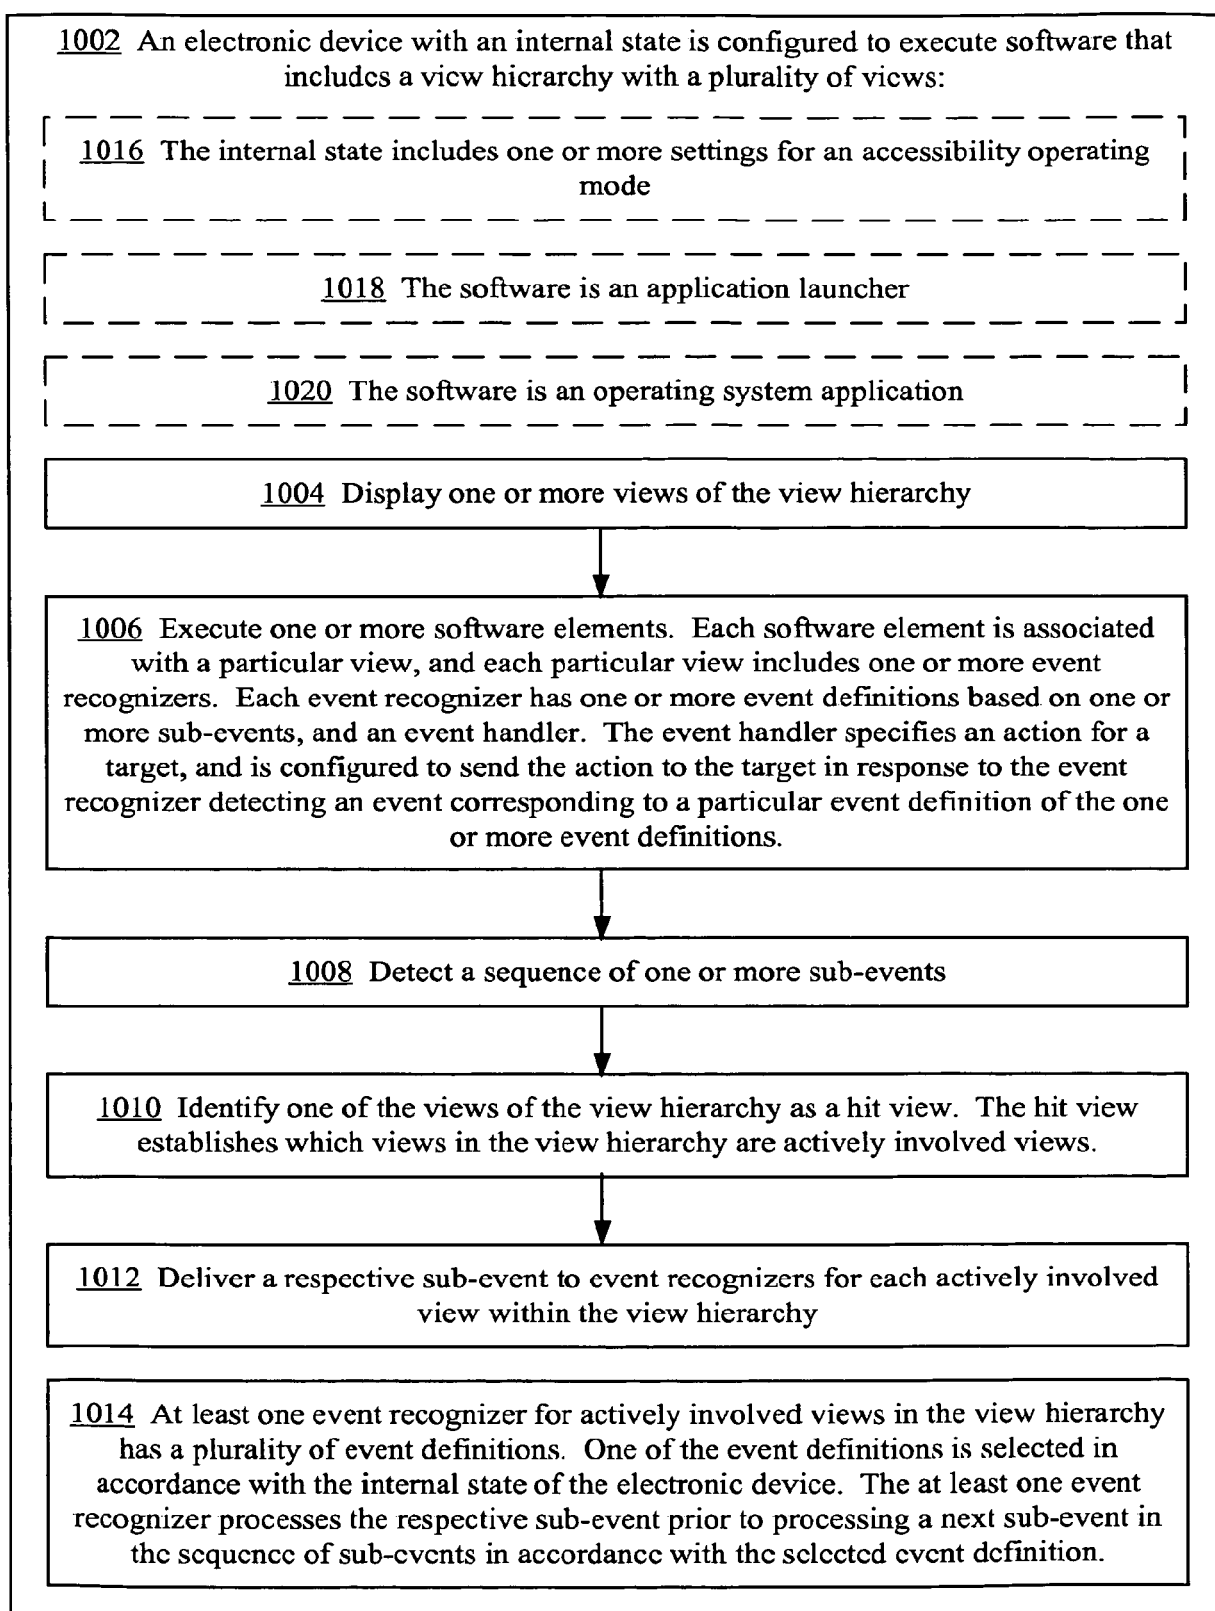 1002 An electronic device with an internal state is configured to execute software that
includes a view hierarchy with a plurality of views:
1016 The internal state includes one or more settings for an accessibility operating
mode
1018 The software is an application launcher
1020 The software is an operating system application
1004 Display one or more views of the view hierarchy
1006 Execute one or more software elements. Each software element is associated
with a particular view, and each particular view includes one or more event
recognizers. Each event recognizer has one or more event definitions based on one or
more sub-events, and an event handler. The event handler specifies an action for a
target, and is configured to send the action to the target in response to the event
recognizer detecting an event corresponding to a particular event definition of the one
or more event definitions.
1008 Detect a sequence of one or more sub-events
1010 Identify one of the views of the view hierarchy as a hit view. The hit view
establishes which views in the view hierarchy are actively involved views.
1012 Deliver a respective sub-event to event recognizers for each actively involved
view within the view hierarchy
1014 At least one event recognizer for actively involved views in the view hierarchy
has a plurality of event definitions. One of the event definitions is selected in
accordance with the internal state of the electronic device. The at least one event
recognizer processes the respective sub-event prior to processing a next sub-event in
the sequence of sub-events in accordance with the selected event definition.